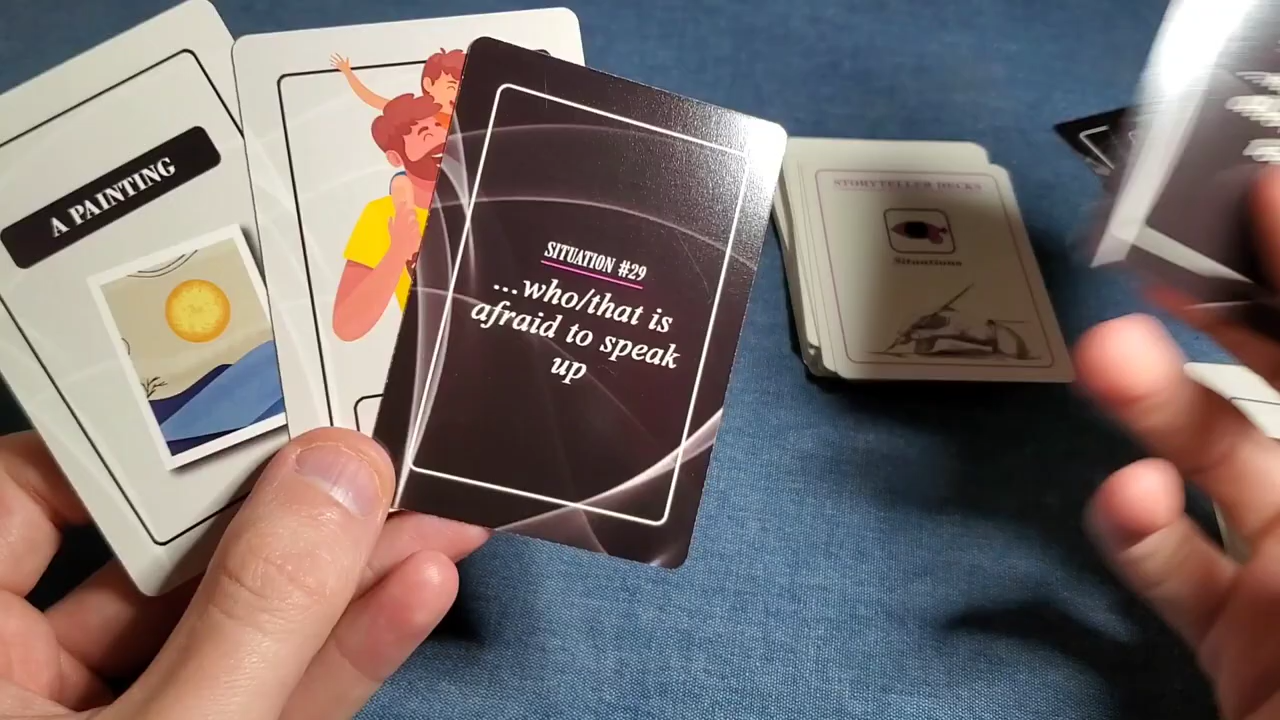 A PAINTING
SITUATION #29
...who/that is
afraid to speak
up
STORYTELLER DECKS
Situations